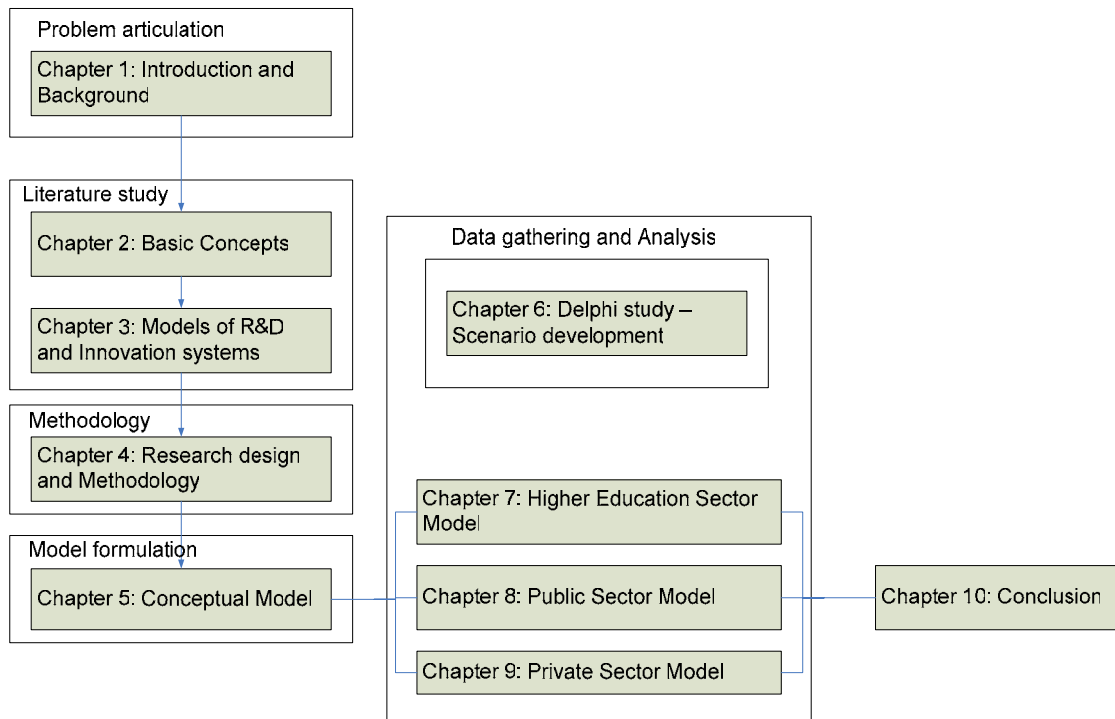 Problem articulation
Chapter 1: Introduction and
Background
Literature study
Chapter 2: Basic Concepts
Chapter 3: Models of R&D
and Innovation systems
Methodology
Chapter 4: Research design
and Methodology
Model formulation
Chapter 5: Conceptual Model
Data gathering and Analysis
Chapter 6: Delphi study –
Scenario development
Chapter 7: Higher Education Sector
Model
Chapter 8: Public Sector Model
Chapter 9: Private Sector Model
Chapter 10: Conclusion